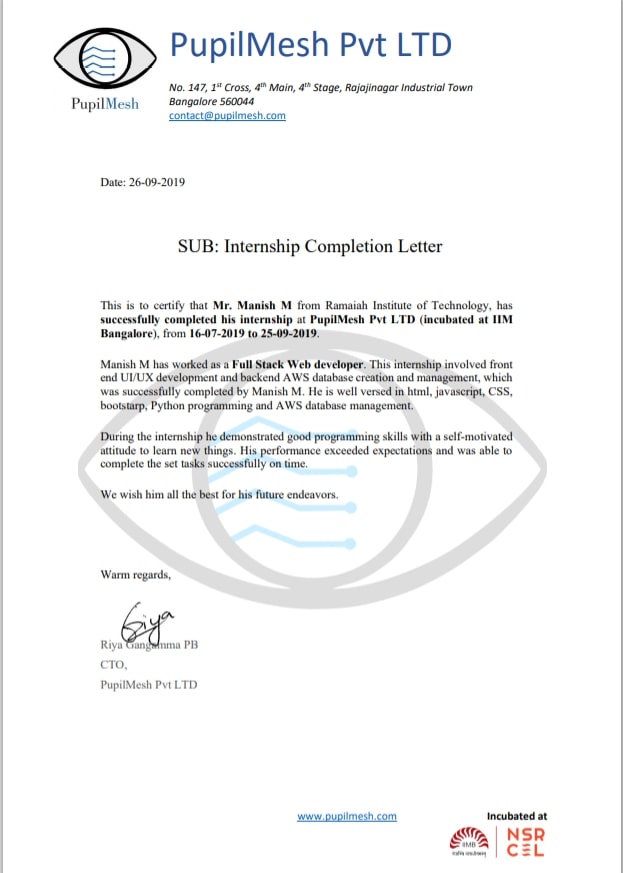 PupilMesh Pvt LTD
PupilMesh
No. 147, 1st Cross, 4th Main, 4th Stage, Rajajinagar Industrial Town
Bangalore 560044
contact@pupilmesh.com
Date: 26-09-2019
SUB: Internship Completion Letter
This is to certify that Mr. Manish M from Ramaiah Institute of Technology, has
successfully completed his internship at PupilMesh Pvt LTD (incubated at IIM
Bangalore), from 16-07-2019 to 25-09-2019.
Manish M has worked as a Full Stack Web developer. This internship involved front
end UI/UX development and backend AWS database creation and management, which
was successfully completed by Manish M. He is well versed in html, javascript, CSS,
bootstarp, Python programming and AWS database management.
During the internship he demonstrated good programming skills with a self-motivated
attitude to learn new things. His performance exceeded expectations and was able to
complete the set tasks successfully on time.
We wish him all the best for his future endeavors.
Warm regards,
Riya
Riya Gangamma PB
CTO,
PupilMesh Pvt LTD
www.pupilmesh.com
Incubated at
IIMB
NSR
CEL